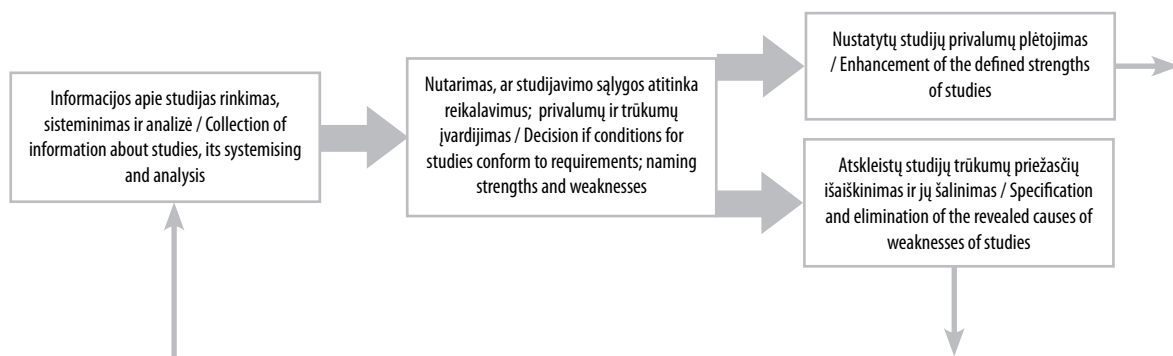 Informacijos apie studijas rinkimas,
sisteminimas ir analizė / Collection of
information about studies, its systemising
and analysis
Nutarimas, ar studijavimo sąlygos atitinka
reikalavimus; privalumų ir trūkumų
įvardijimas / Decision if conditions for
studies conform to requirements; naming
strengths and weaknesses
Nustatytų studijų privalumų plėtojimas
/ Enhancement of the defined strengths
of studies
Atskleistų studijų trūkumų priežasčių
išaiškinimas ir jų šalinimas / Specification
and elimination of the revealed causes of
weaknesses of studies